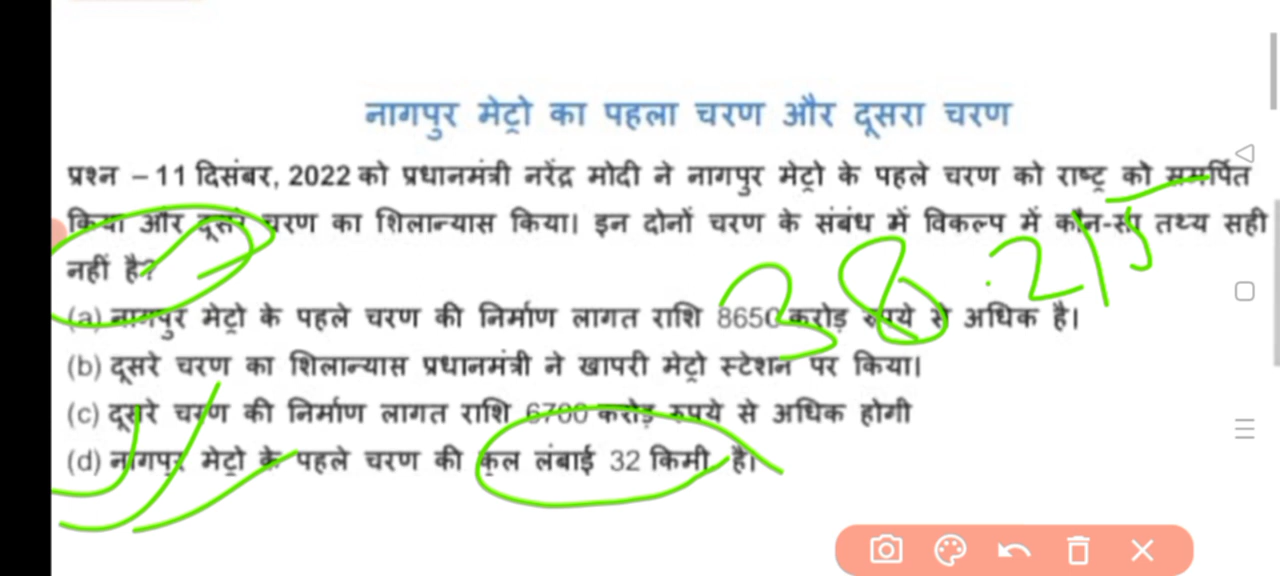 नागपुर मेट्रो का पहला चरण और दूसरा चरण
प्रश्न – 11 दिसंबर, 2022 को प्रधानमंत्री नरेंद्र मोदी ने नागपुर मेट्रो के पहले चरण को राष्ट्र को समर्पित
किया और दूसरे चरण का शिलान्यास किया। इन दोनों चरण के संबंध में विकल्प में कौन-सा तथ्य सही
नहीं है?
38.215
(a) नागपुर मेट्रो के पहले चरण की निर्माण लागत राशि 8650 करोड़ रुपये से अधिक है।
(b) दूसरे चरण का शिलान्यास प्रधानमंत्री ने खापरी मेट्रो स्टेशन पर किया।
(c) दूसरे चरण की निर्माण लागत राशि 6700 करोड़ रुपये से अधिक होगी
(d) नागपुर मेट्रो के पहले चरण की कुल लंबाई 32 किमी है।